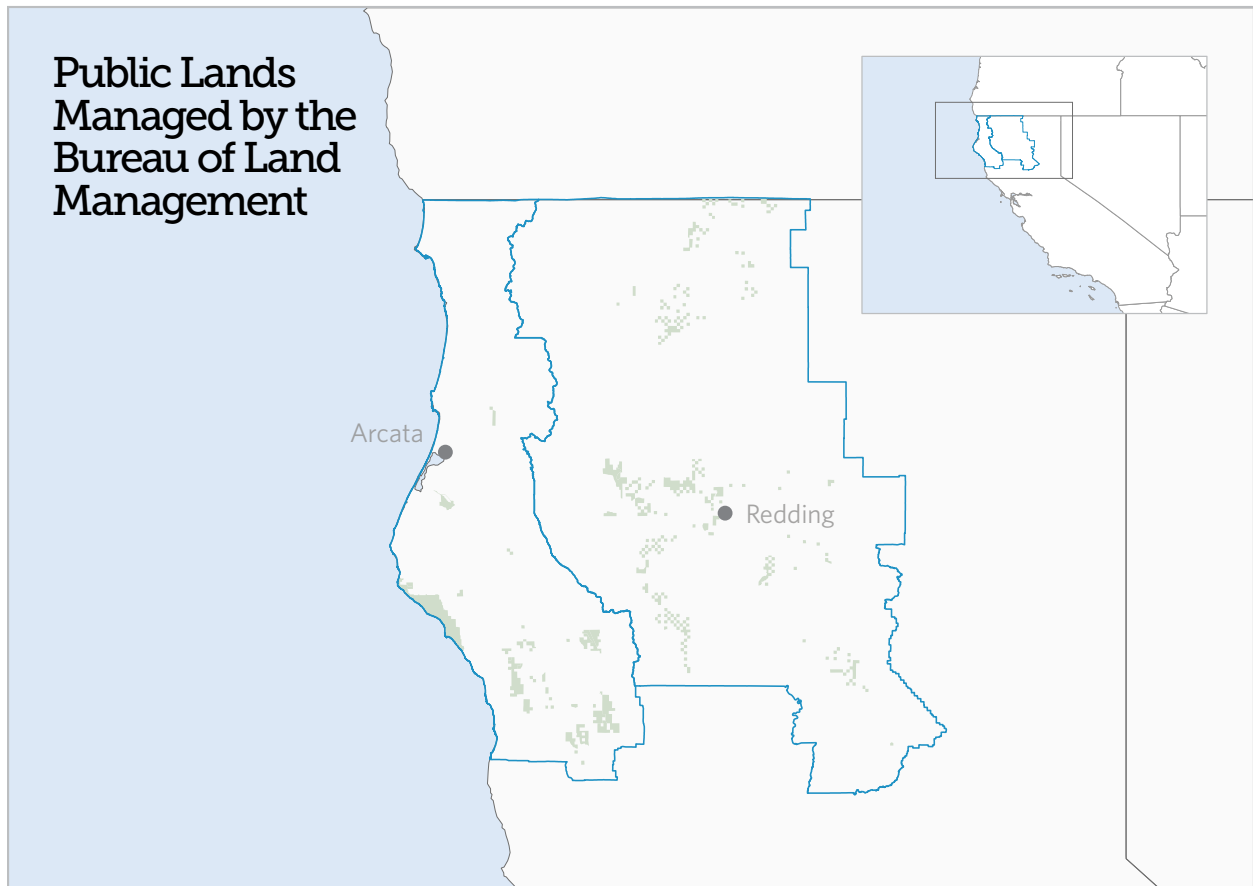 Public Lands
Managed by the
Bureau of Land
Management
Arcata
Redding